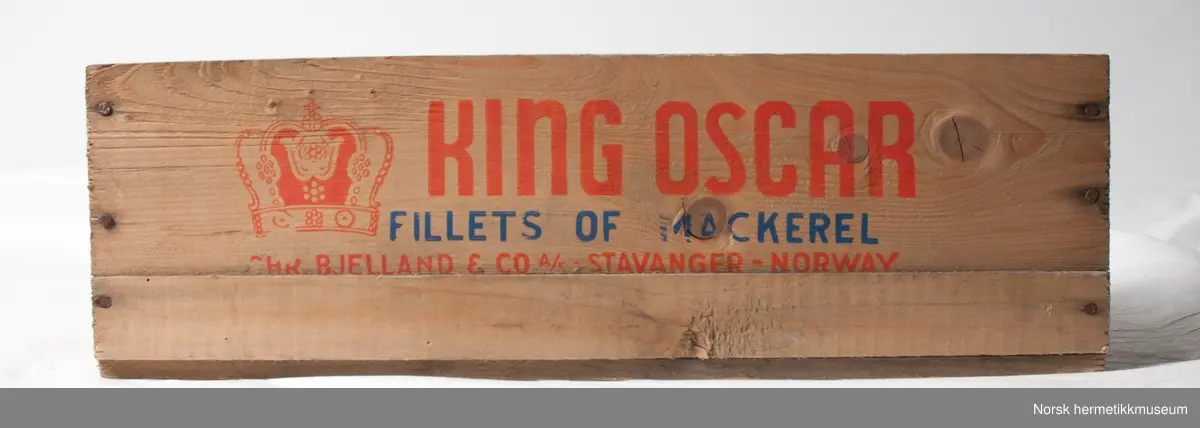 KING OSCAR
FILLETS OF MACKEREL
CHR. BJELLAND & CO A/S - STAVANGER - NORWAY
Norsk hermetikkmuseum